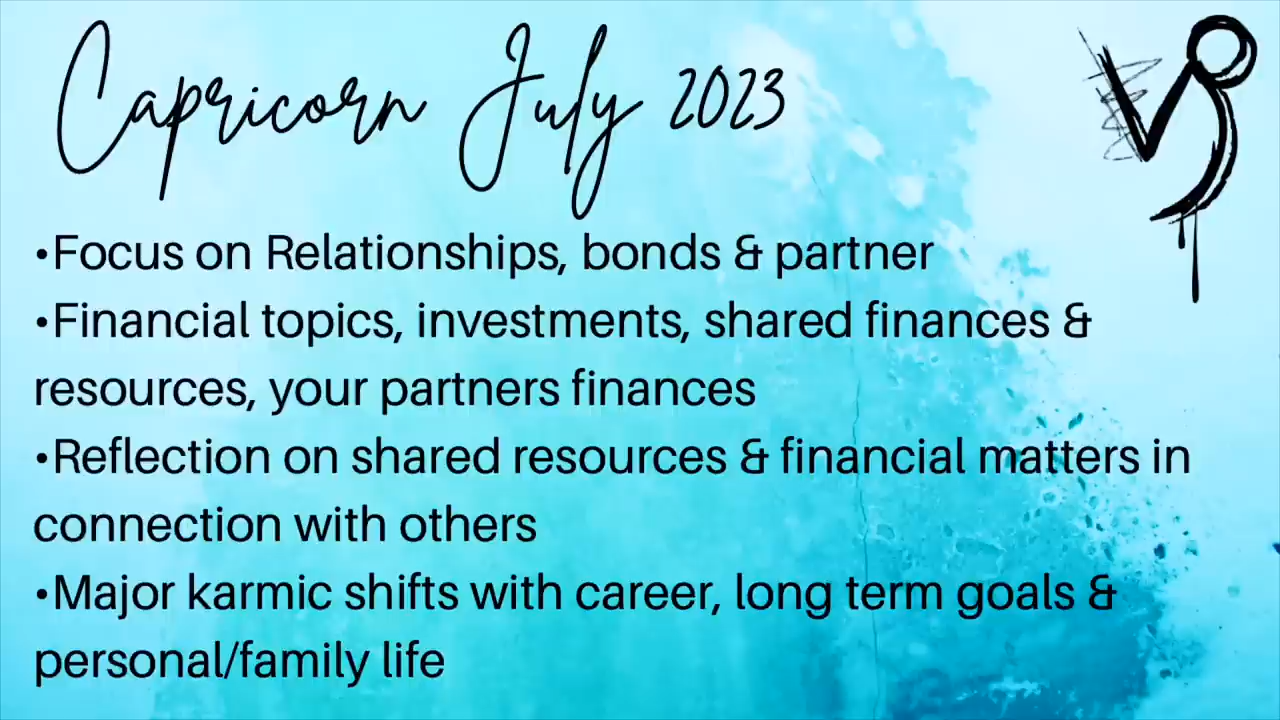 Capricorn July 2023
•Focus on Relationships, bonds & partner
•Financial topics, investments, shared finances &
resources, your partners finances
•Reflection on shared resources & financial matters in
connection with others
•Major karmic shifts with career, long term goals &
personal/family life